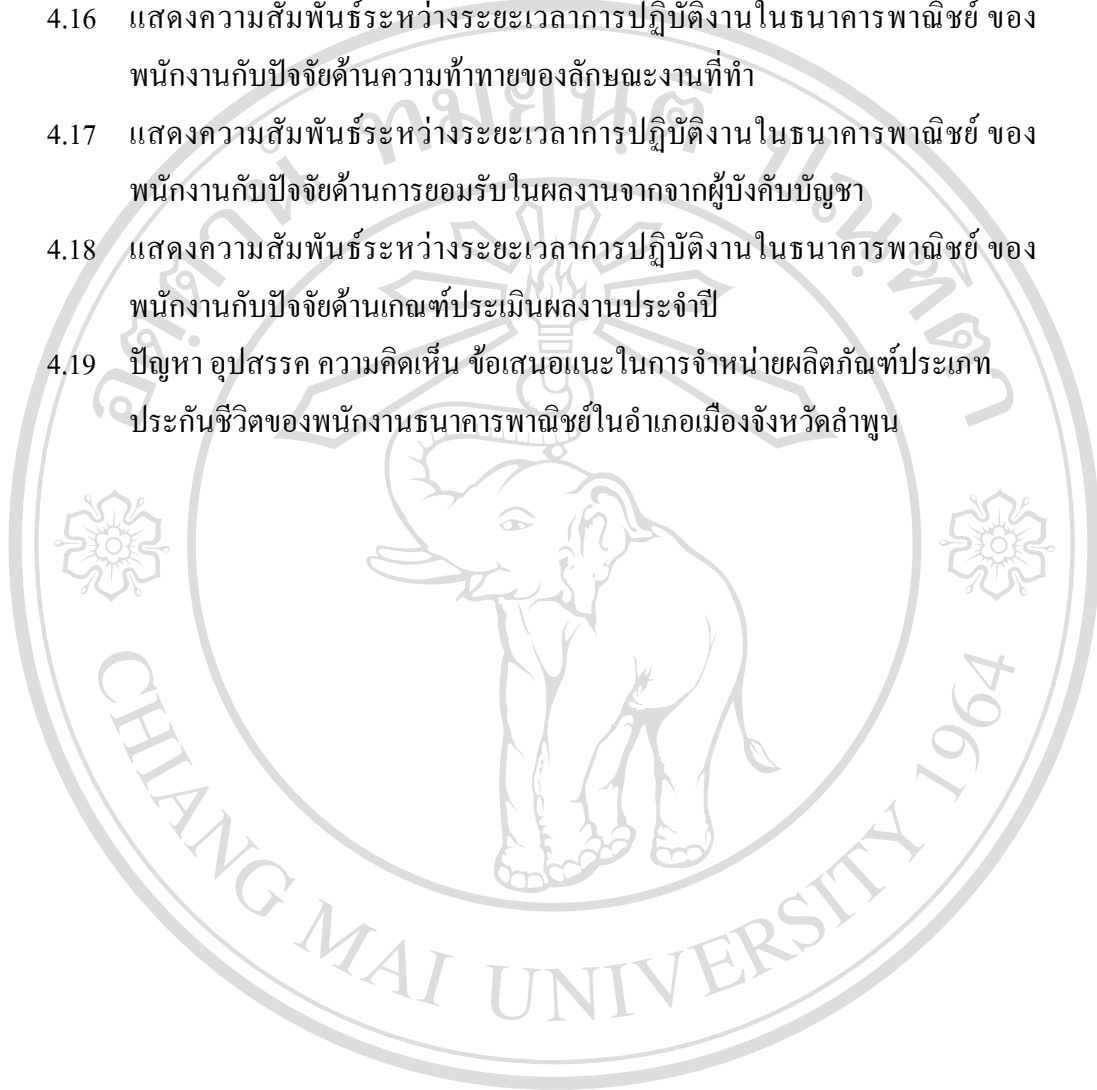 4.16 แสดงความสัมพันธ์ระหว่างระยะเวลาการปฏิบัติงานในธนาคารพาณิชย์ ของ
พนักงานกับปัจจัยด้านความท้าทายของลักษณะงานที่ทำ
4.17 แสดงความสัมพันธ์ระหว่างระยะเวลาการปฏิบัติงานในธนาคารพาณิชย์ ของ
พนักงานกับปัจจัยด้านการยอมรับในผลงานจากจากผู้บังคับบัญชา
4.18 แสดงความสัมพันธ์ระหว่างระยะเวลาการปฏิบัติงานในธนาคารพาณิชย์ ของ
พนักงานกับปัจจัยด้านเกณฑ์ประเมินผลงานประจำปี
4.19 ปัญหา อุปสรรค ความคิดเห็น ข้อเสนอแนะในการจำหน่ายผลิตภัณฑ์ประเภท
ประกันชีวิตของพนักงานธนาคารพาณิชย์ในอำเภอเมืองจังหวัดลำพูน
อตฺตานํ ทมยนฺติ ปณฺฑิตา
CHIANG MAI UNIVERSITY 1964